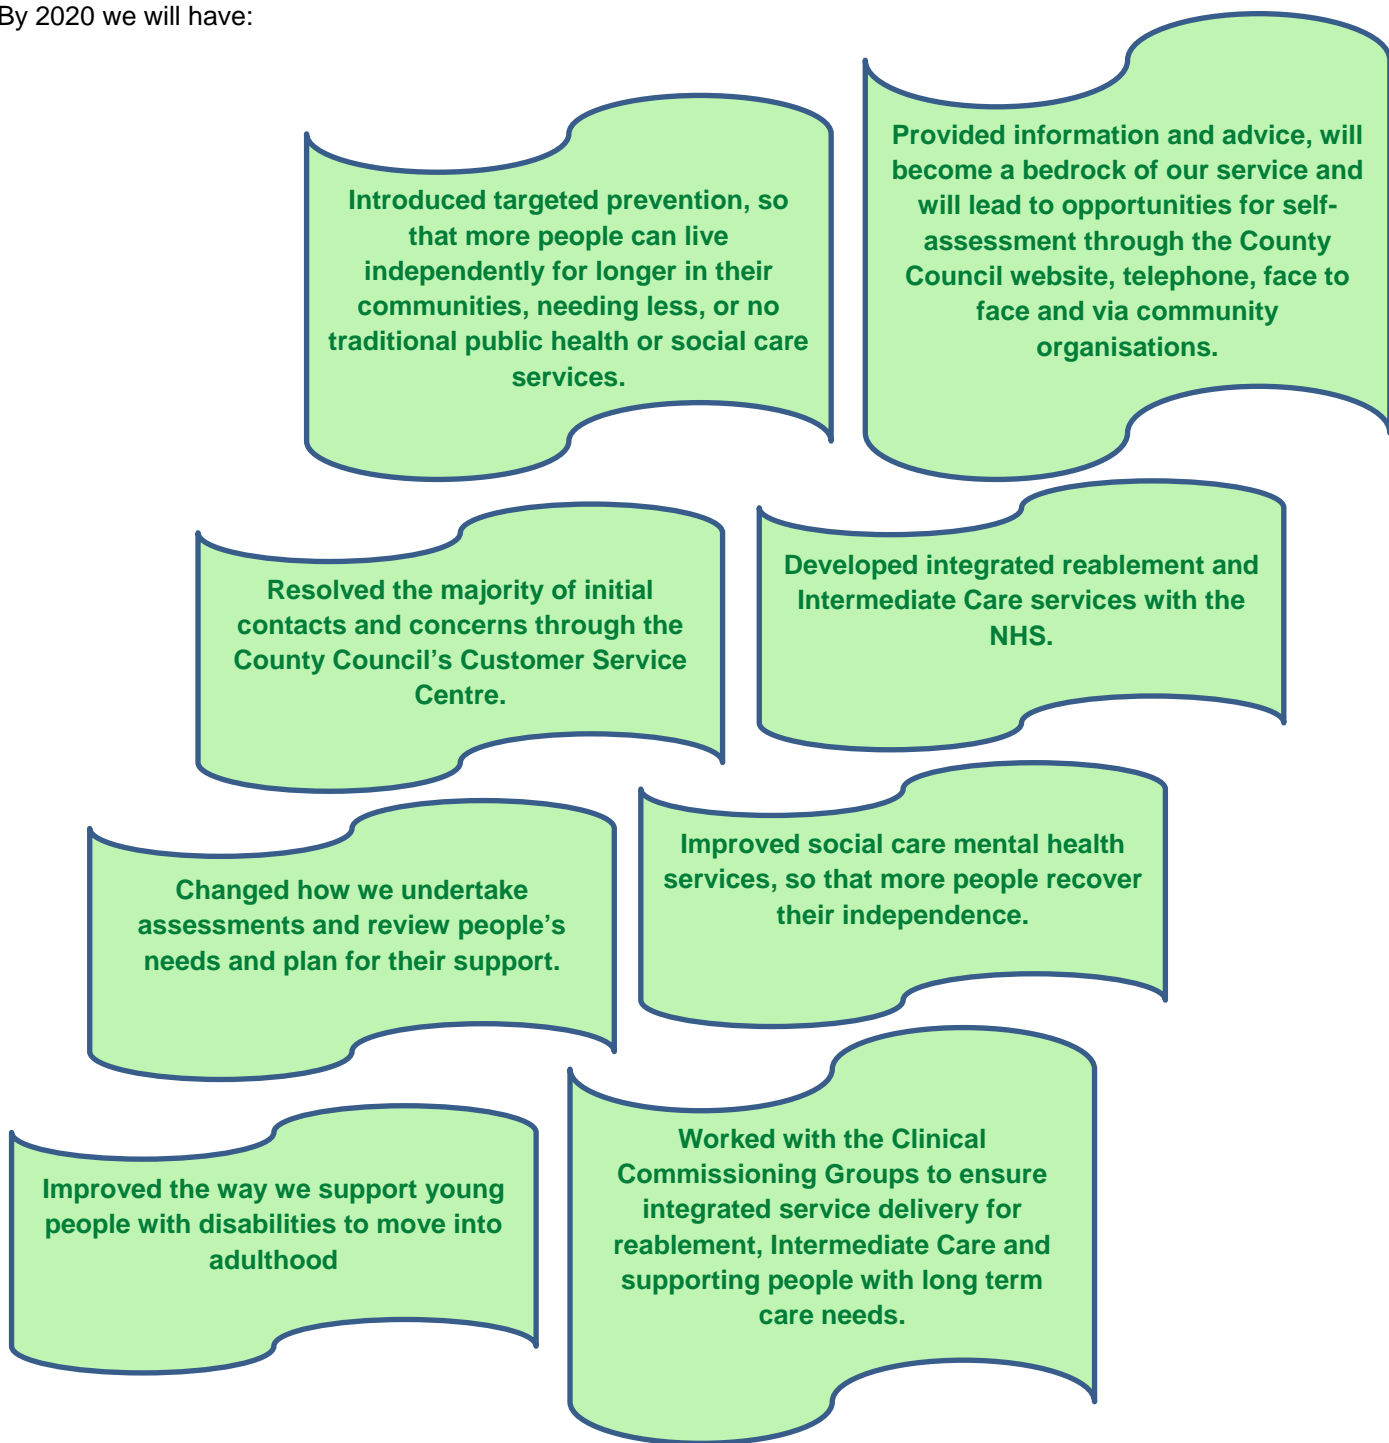 By 2020 we will have:
Introduced targeted prevention, so
that more people can live
independently for longer in their
communities, needing less, or no
traditional public health or social care
services.
Provided information and advice, will
become a bedrock of our service and
will lead to opportunities for self-
assessment through the County
Council website, telephone, face to
face and via community
organisations.
Resolved the majority of initial
contacts and concerns through the
County Council’s Customer Service
Centre.
Developed integrated reablement and
Intermediate Care services with the
NHS.
Changed how we undertake
assessments and review people’s
needs and plan for their support.
Improved social care mental health
services, so that more people recover
their independence.
Improved the way we support young
people with disabilities to move into
adulthood
Worked with the Clinical
Commissioning Groups to ensure
integrated service delivery for
reablement, Intermediate Care and
supporting people with long term
care needs.